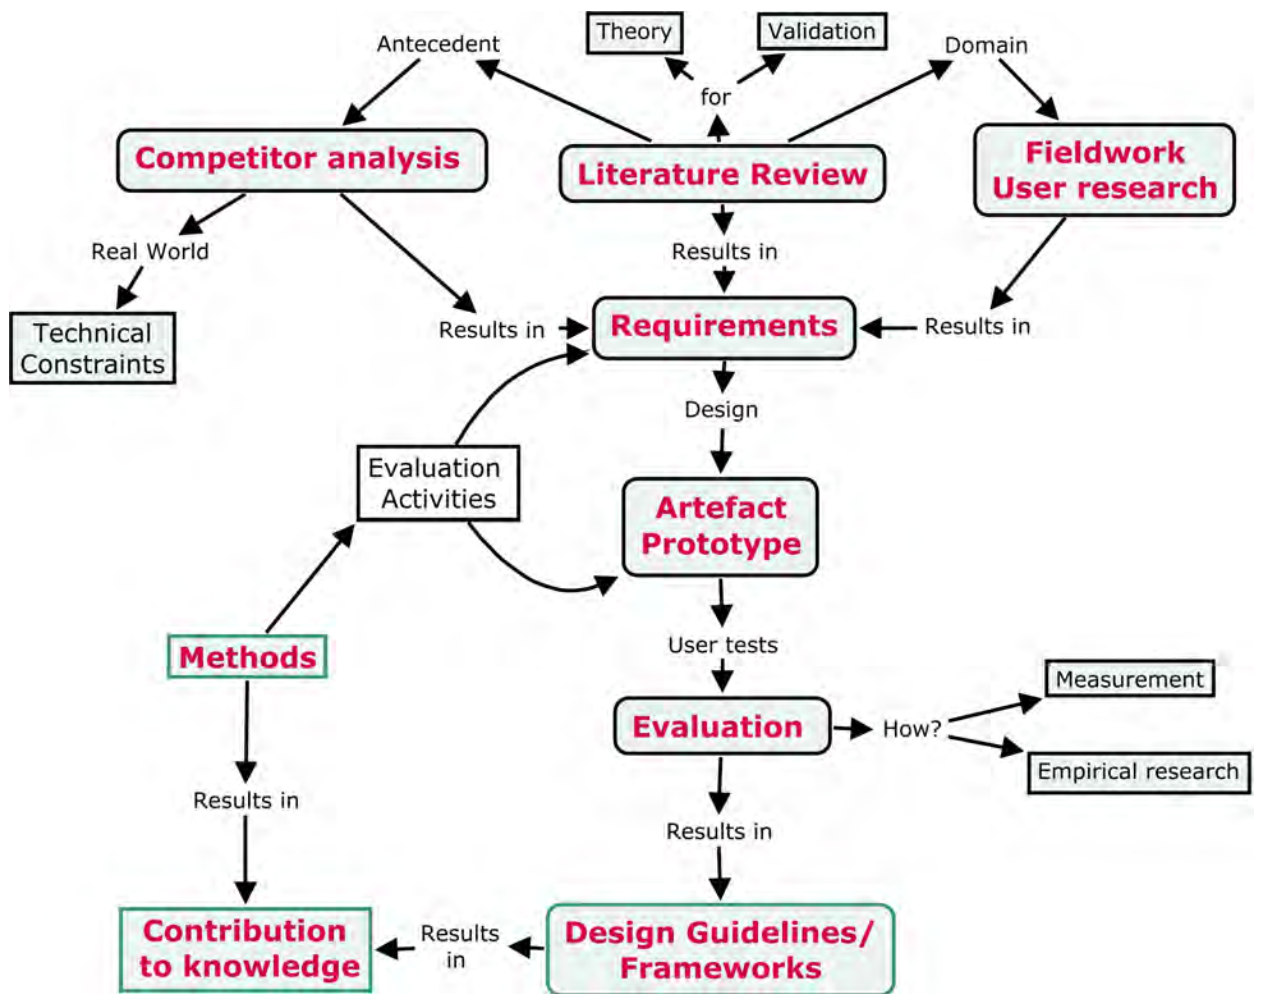 Theory
Validation
Antecedent
Domain
for
Competitor analysis
Literature Review
Fieldwork
User research
Real World
Results in
Technical
Constraints
Results in
Requirements
Results in
Design
Evaluation
Activities
Artefact
Prototype
User tests
Methods
Measurement
Evaluation
How?
Empirical research
Results in
Results in
Contribution
to knowledge
Results
in
Design Guidelines/
Frameworks